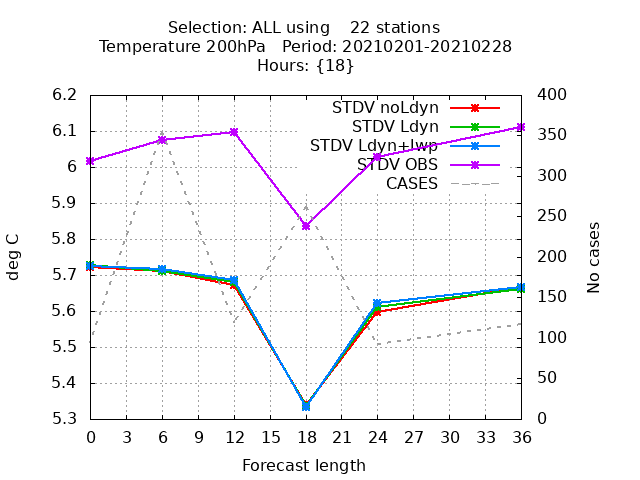 Selection: ALL using    22 stations
Temperature 200hPa   Period: 20210201-20210228
Hours: {18}
6.2
6.1
6
5.9
5.8
5.7
5.6
5.5
5.4
5.3
deg C
STDV noLdyn
STDV Ldyn
STDV Ldyn+lwp
STDV OBS
CASES
400
350
300
250
200
150
100
50
0
No cases
0 3 6 9 12 15 18 21 24 27 30 33 36
Forecast length